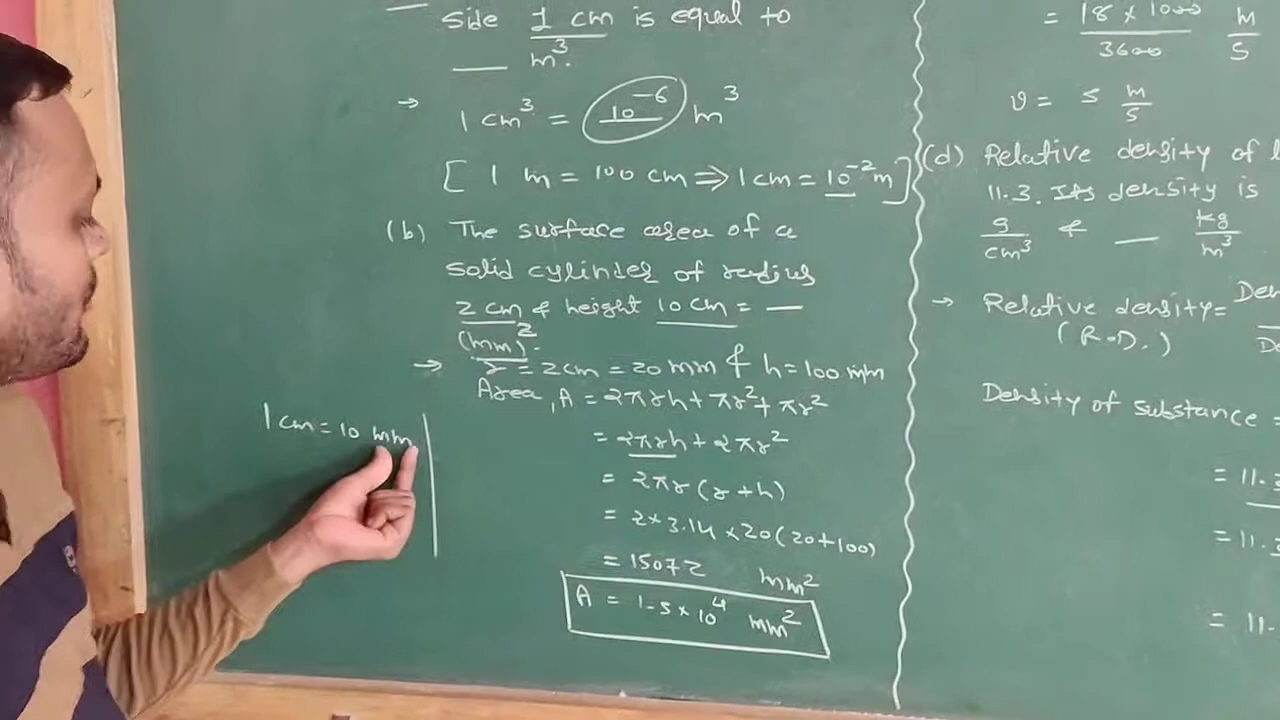 side 1 cm is equal to
___ m³.
→ 1 cm³ = 10⁻⁶ m³
[ 1 m = 100 cm ⇒ 1 cm = 10⁻² m ]
(b) The surface area of a
solid cylinder of radius
2 cm & height 10 cm = —
(mm)².
→ r = 2 cm = 20 mm & h = 100 mm
Area, A = 2πrh + πr² + πr²
= 2πrh + 2πr²
= 2πr (r + h)
= 2 × 3.14 × 20 (20 + 100)
= 15072 mm²
A = 1.5 × 10⁴ mm²
1 cm = 10 mm
= 18 × 1000 / 3600 m/s
v = 5 m/s
(d) Relative density of
11.3. Its density is
g/cm³ & — kg/m³
→ Relative density =
(R.D.)
Density of substance =
= 11.3
= 11.3
= 11.